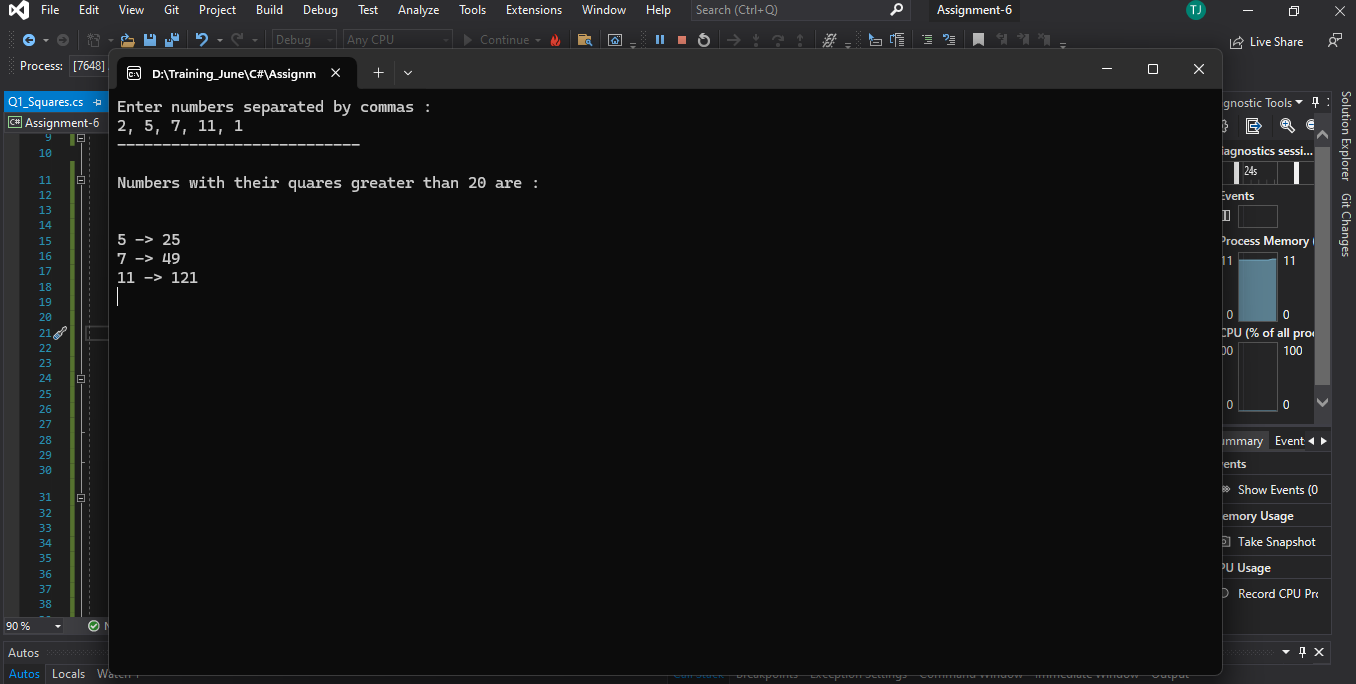 File Edit View Git Project Build Debug Test Analyze Tools Extensions Window Help Search (Ctrl+Q) Assignment-6 TJ
Debug Any CPU Continue Live Share
Process: [7648]
D:\Training_June\C#\Assignm
Q1_Squares.cs
C# Assignment-6
9
10
11
12
13
14
15
16
17
18
19
20
21
22
23
24
25
26
27
28
29
30
31
32
33
34
35
36
37
38
90 %
Autos
Autos Locals Watch 1
Enter numbers separated by commas :
2, 5, 7, 11, 1
---------------------------
Numbers with their quares greater than 20 are :
5 -> 25
7 -> 49
11 -> 121
gnostic Tools
iagnostics sessi...
24s
Events
Process Memory
11 11
0 0
CPU (% of all proc
00 100
0 0
ummary Event
ents
Show Events (0
emory Usage
Take Snapshot
PU Usage
Record CPU Pro
Solution Explorer
Git Changes
Call Stack Breakpoints Exception Settings Command Window Immediate Window Output